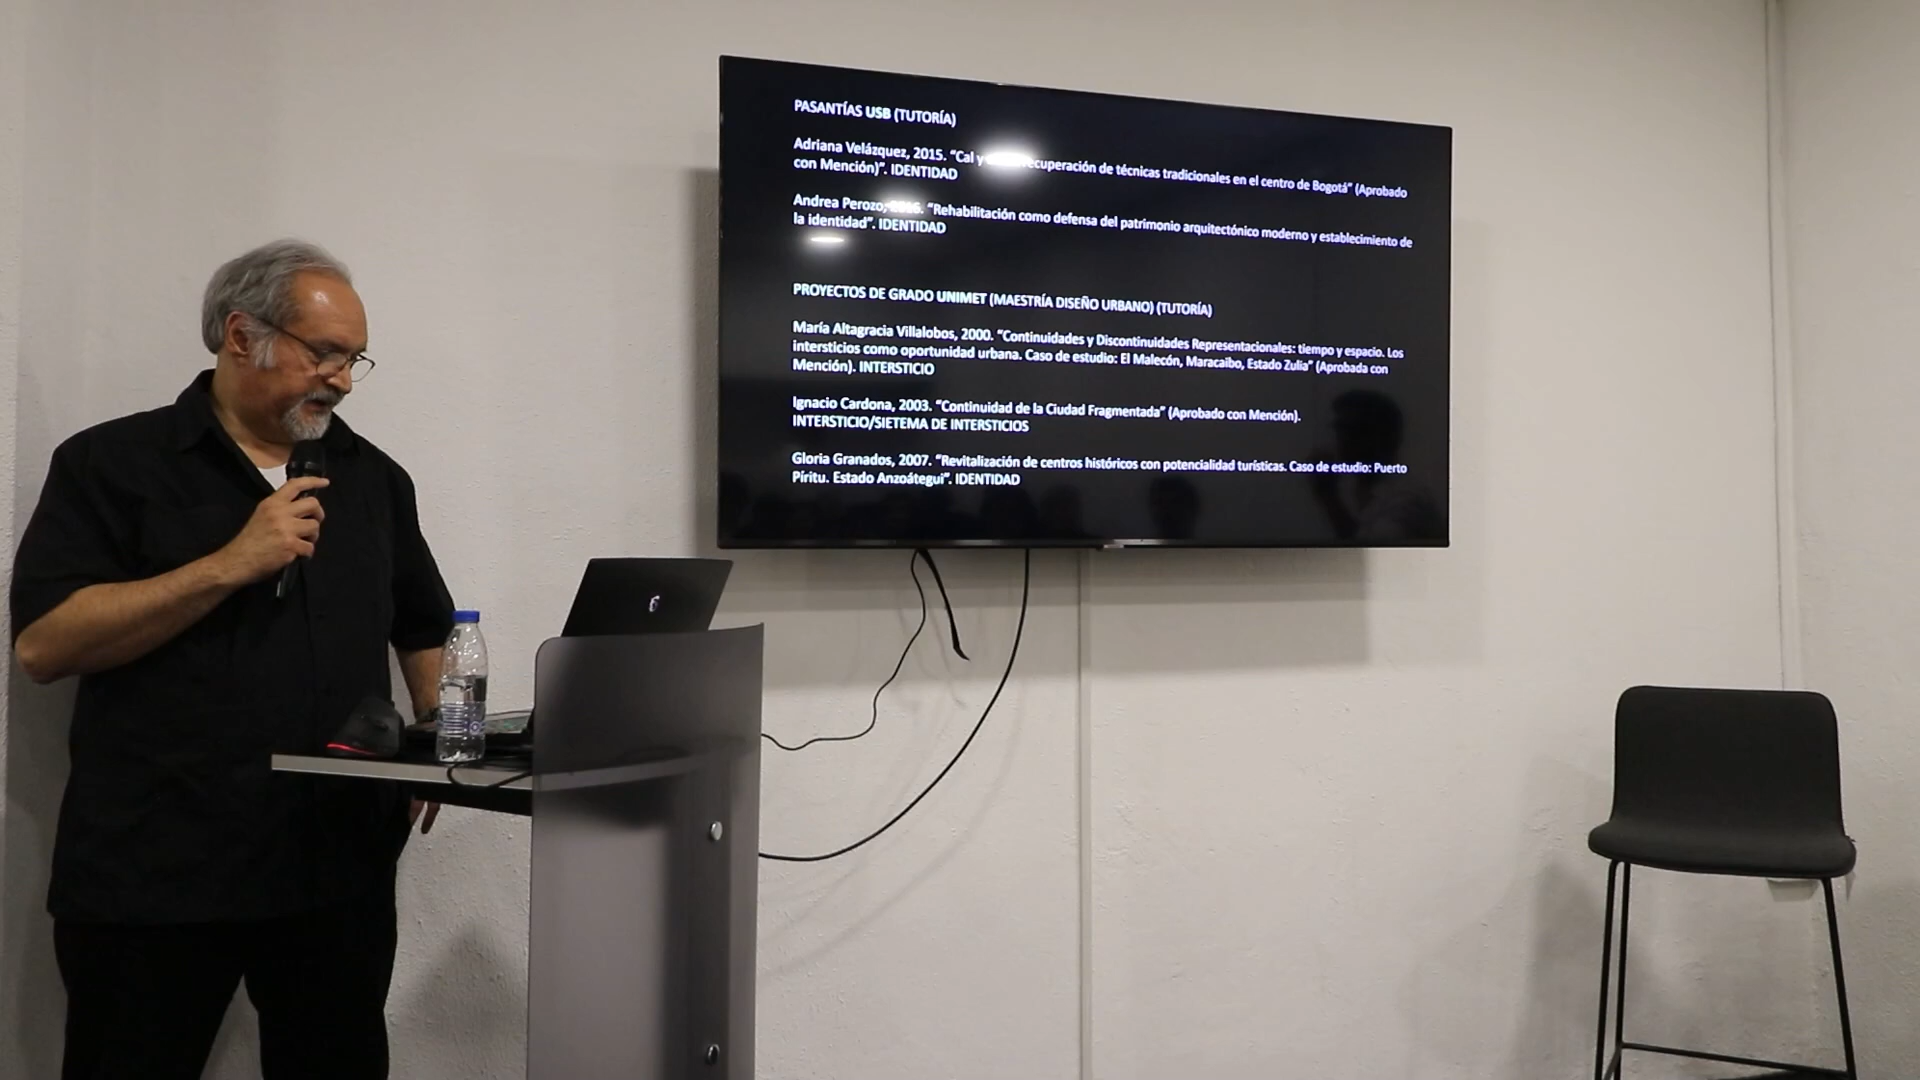 PASANTÍAS USB (TUTORÍA)
Adriana Velázquez, 2015. “Cal y recuperación de técnicas tradicionales en el centro de Bogotá” (Aprobado
con Mención)”. IDENTIDAD
Andrea Perozo, “Rehabilitación como defensa del patrimonio arquitectónico moderno y establecimiento de
la identidad”. IDENTIDAD
PROYECTOS DE GRADO UNIMET (MAESTRÍA DISEÑO URBANO) (TUTORÍA)
María Altagracia Villalobos, 2000. “Continuidades y Discontinuidades Representacionales: tiempo y espacio. Los
intersticios como oportunidad urbana. Caso de estudio: El Malecón, Maracaibo, Estado Zulia” (Aprobada con
Mención). INTERSTICIO
Ignacio Cardona, 2003. “Continuidad de la Ciudad Fragmentada” (Aprobado con Mención).
INTERSTICIO/SIETEMA DE INTERSTICIOS
Gloria Granados, 2007. “Revitalización de centros históricos con potencialidad turísticas. Caso de estudio: Puerto
Píritu. Estado Anzoátegui”. IDENTIDAD